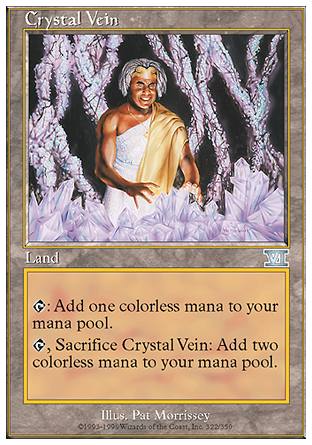 Crystal Vein
Land
: Add one colorless mana to your
mana pool.
, Sacrifice Crystal Vein: Add two
colorless mana to your mana pool.
Illus. Pat Morrissey
©1993-1999 Wizards of the Coast, Inc. 322/350